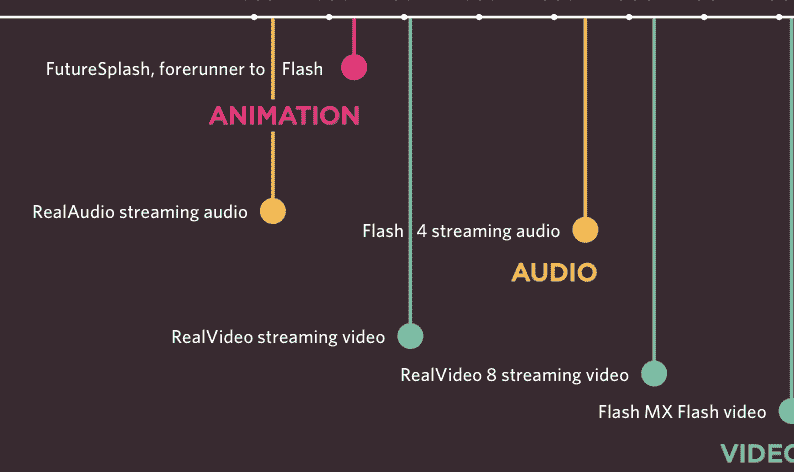 FutureSplash, forerunner to Flash
ANIMATION
RealAudio streaming audio
Flash 4 streaming audio
AUDIO
RealVideo streaming video
RealVideo 8 streaming video
Flash MX Flash video
VIDEO